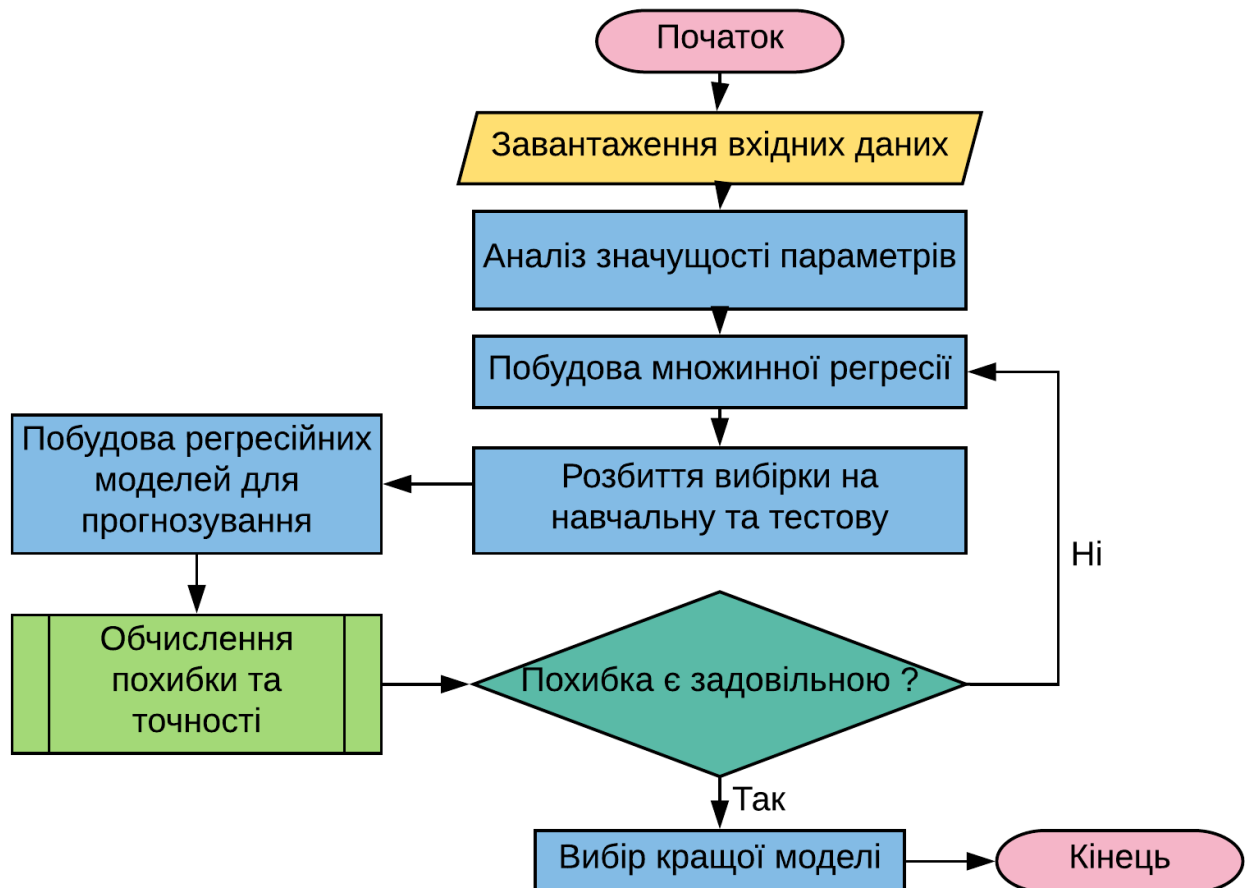 Початок
Завантаження вхідних даних
Аналіз значущості параметрів
Побудова множинної регресії
Розбиття вибірки на
навчальну та тестову
Побудова регресійних
моделей для
прогнозування
Обчислення
похибки та
точності
Похибка є задовільною ?
Ні
Так
Вибір кращої моделі
Кінець